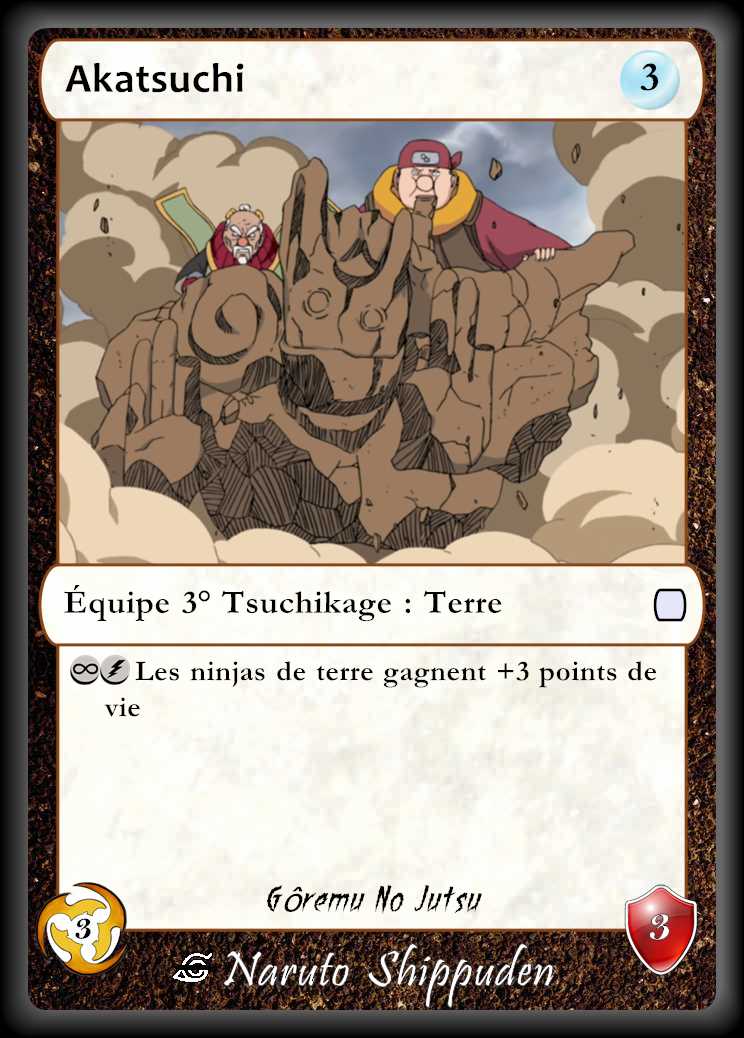 Akatsuchi
3
Équipe 3° Tsuchikage : Terre
Les ninjas de terre gagnent +3 points de
vie
Gôremu No Jutsu
3
3
Naruto Shippuden